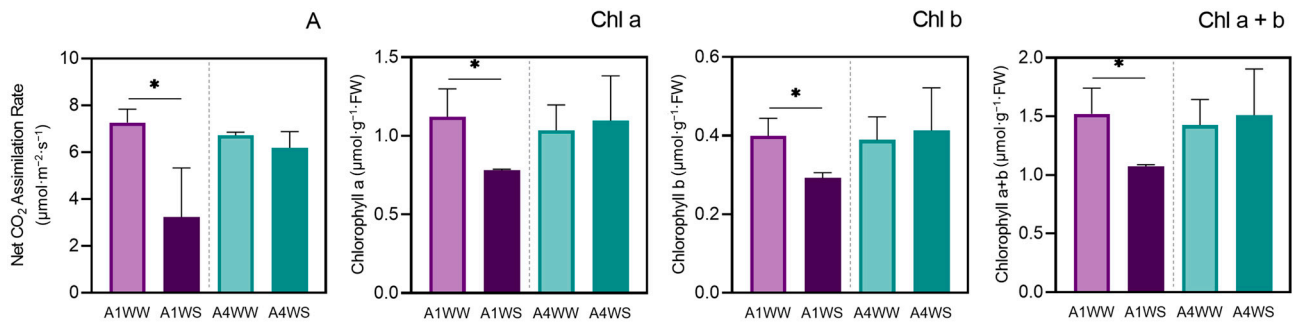 A
Net CO₂ Assimilation Rate
(μmol·m⁻²·s⁻¹)
10
8
6
4
2
0
*
A1WW A1WS A4WW A4WS
Chl a
Chlorophyll a (μmol·g⁻¹·FW)
1.5
1.0
0.5
0.0
*
A1WW A1WS A4WW A4WS
Chl b
Chlorophyll b (μmol·g⁻¹·FW)
0.6
0.4
0.2
0.0
*
A1WW A1WS A4WW A4WS
Chl a + b
Chlorophyll a+b (μmol·g⁻¹·FW)
2.0
1.5
1.0
0.5
0.0
*
A1WW A1WS A4WW A4WS